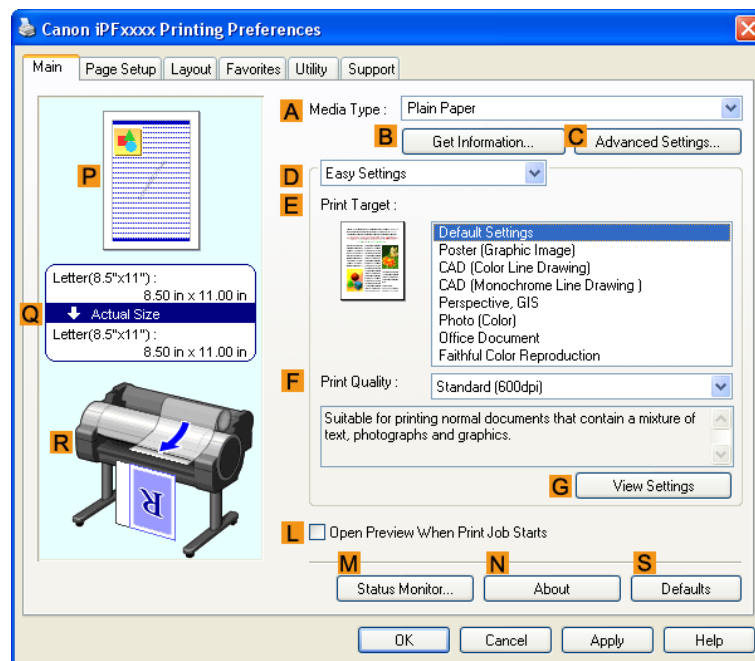 Canon iPFxxxx Printing Preferences
Main Page Setup Layout Favorites Utility Support
A Media Type : Plain Paper
B Get Information... C Advanced Settings...
P
D Easy Settings
E Print Target :
Default Settings
Poster (Graphic Image)
CAD (Color Line Drawing)
CAD (Monochrome Line Drawing )
Perspective, GIS
Photo (Color)
Office Document
Faithful Color Reproduction
Letter(8.5"x11") :
8.50 in x 11.00 in
Q Actual Size
Letter(8.5"x11") :
8.50 in x 11.00 in
F Print Quality : Standard (600dpi)
Suitable for printing normal documents that contain a mixture of
text, photographs and graphics.
R
R
G View Settings
L Open Preview When Print Job Starts
M N S
Status Monitor... About Defaults
OK Cancel Apply Help